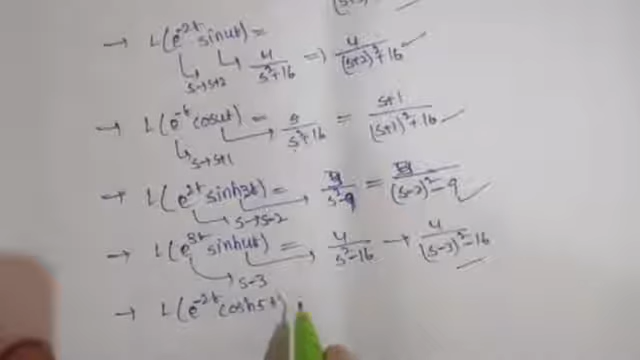 (s+
→ L(e^-2t sin4t) =
s→s+2
4/(s²+16) ⇒ 4/((s+2)²+16) ✓
→ L(e^-t cos4t) = s/(s²+16) = (s+1)/((s+1)²+16) ✓
s→s+1
→ L(e^2t sinh3t) = /(s²-9) = /((s-2)²-9) ✓
s→s-2
→ L(e^3t sinh4t) = 4/(s²-16) → 4/((s-3)²-16)
s-3
→ L(e^-2t cosh5t)